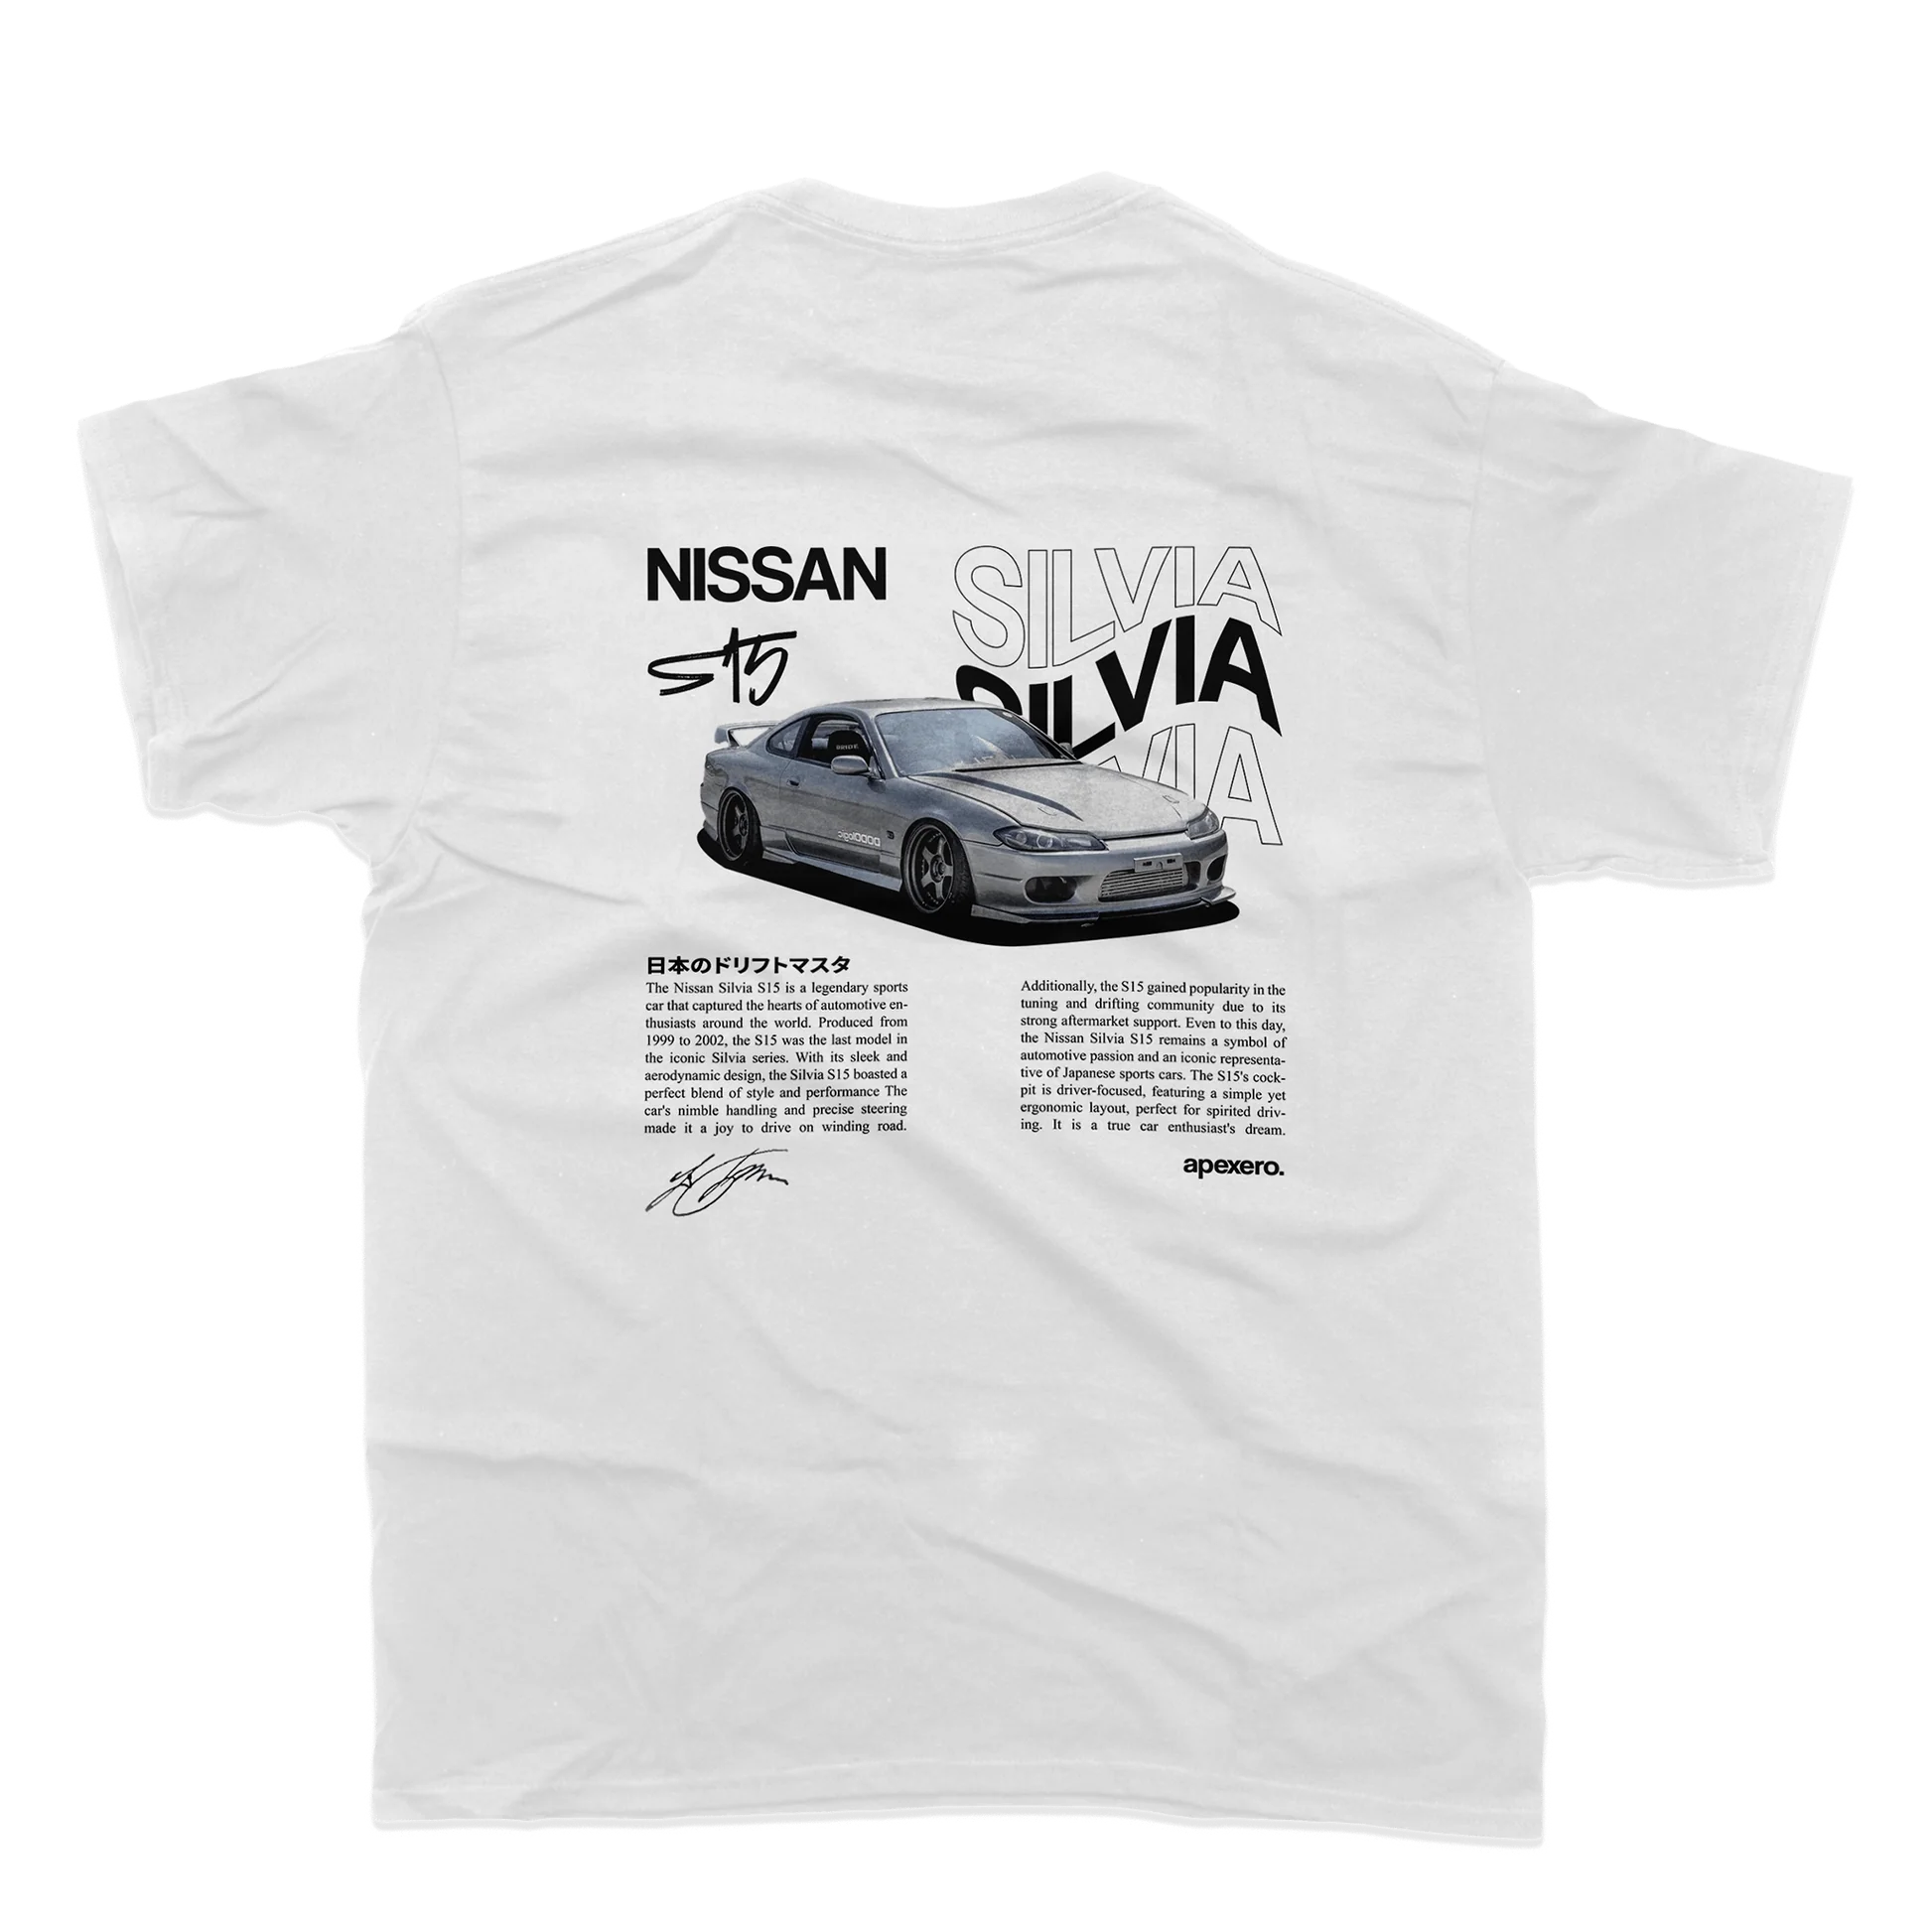 NISSAN
S15
SILVIA
SILVIA
VIA
BRIDE
日本のドリフトマスタ
The Nissan Silvia S15 is a legendary sports
car that captured the hearts of automotive en-
thusiasts around the world. Produced from
1999 to 2002, the S15 was the last model in
the iconic Silvia series. With its sleek and
aerodynamic design, the Silvia S15 boasted a
perfect blend of style and performance The
car's nimble handling and precise steering
made it a joy to drive on winding road.
Additionally, the S15 gained popularity in the
tuning and drifting community due to its
strong aftermarket support. Even to this day,
the Nissan Silvia S15 remains a symbol of
automotive passion and an iconic representa-
tive of Japanese sports cars. The S15's cock-
pit is driver-focused, featuring a simple yet
ergonomic layout, perfect for spirited driv-
ing. It is a true car enthusiast's dream.
apexero.